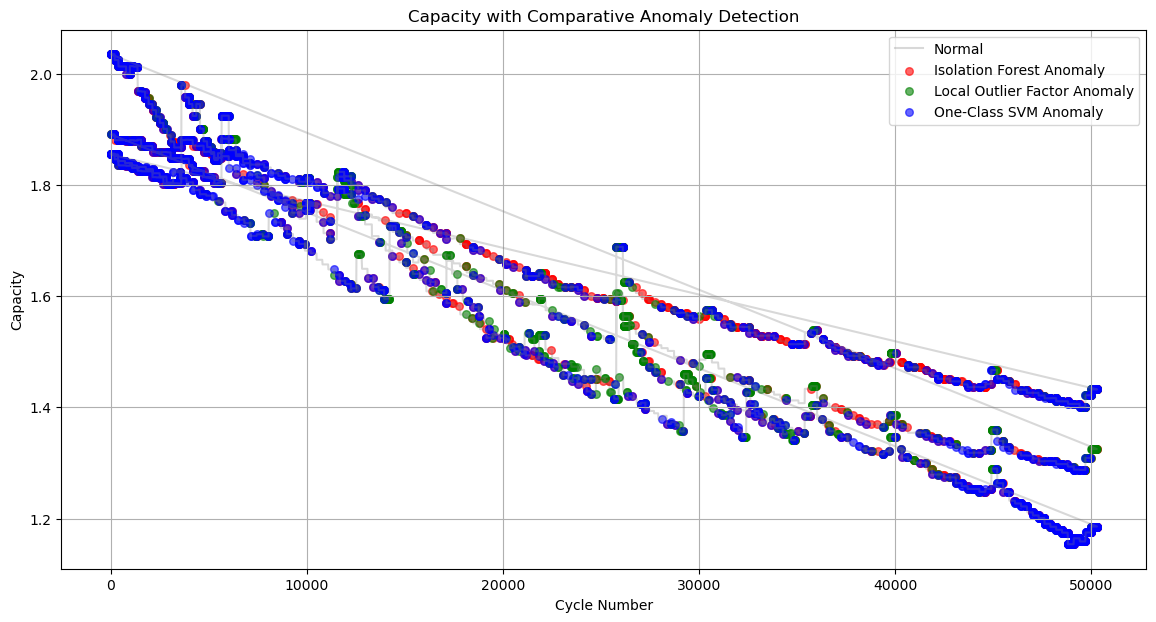 Capacity with Comparative Anomaly Detection
Normal
Isolation Forest Anomaly
Local Outlier Factor Anomaly
One-Class SVM Anomaly
Capacity
2.0
1.8
1.6
1.4
1.2
0
10000
20000
30000
40000
50000
Cycle Number